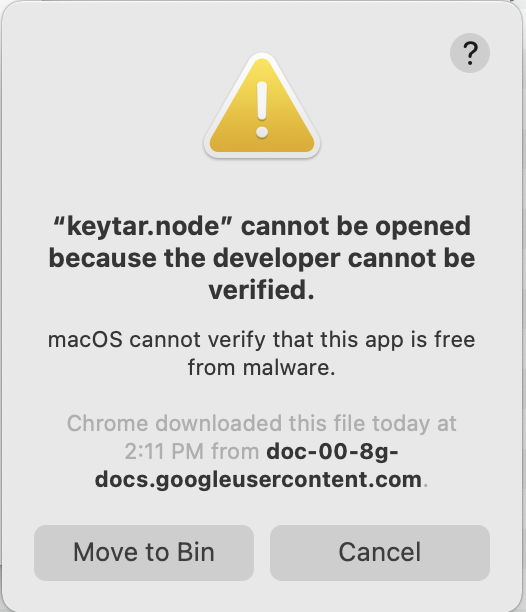 ?
“keytar.node” cannot be opened
because the developer cannot be
verified.
macOS cannot verify that this app is free
from malware.
Chrome downloaded this file today at
2:11 PM from doc-00-8g-
docs.googleusercontent.com.
Move to Bin
Cancel